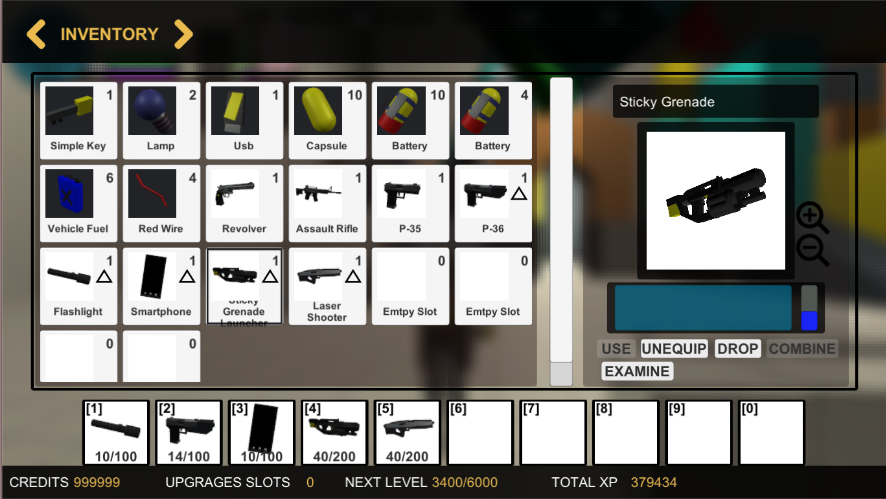 INVENTORY
1 2 1 10 10 4
Simple Key Lamp Usb Capsule Battery Battery
6 4 1 1 1 1
Vehicle Fuel Red Wire Revolver Assault Rifle P-35 P-36
1 1 1 1 0 0
Flashlight Smartphone Sticky Grenade Launcher Laser Shooter Emtpy Slot Emtpy Slot
0 0
Sticky Grenade
USE UNEQUIP DROP COMBINE
EXAMINE
[1] [2] [3] [4] [5] [6] [7] [8] [9] [0]
10/100 14/100 10/100 40/200 40/200
CREDITS 999999 UPGRAGES SLOTS 0 NEXT LEVEL 3400/6000 TOTAL XP 379434